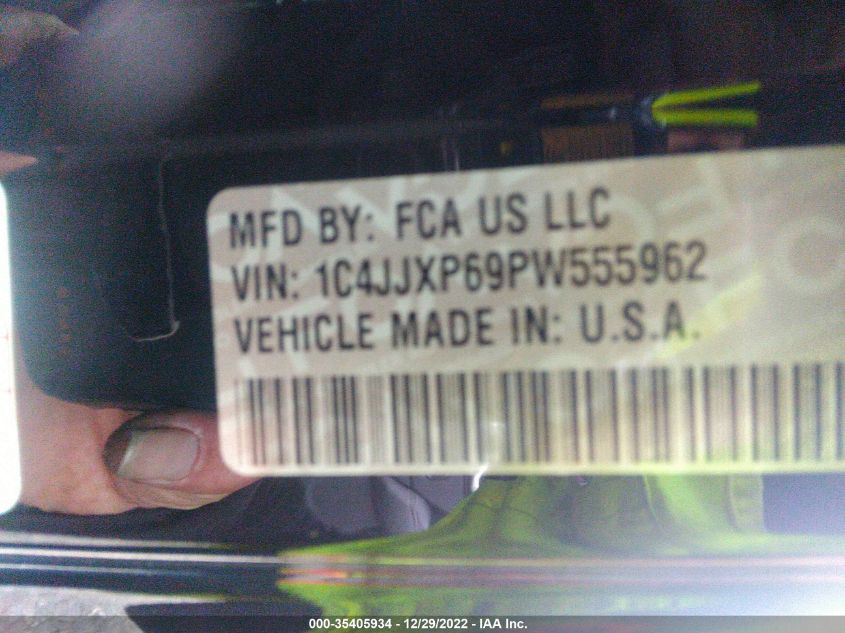 MFD BY: FCA US LLC
VIN: 1C4JJXP69PW555962
VEHICLE MADE IN: U.S.A.
000-35405934 - 12/29/2022 - IAA Inc.